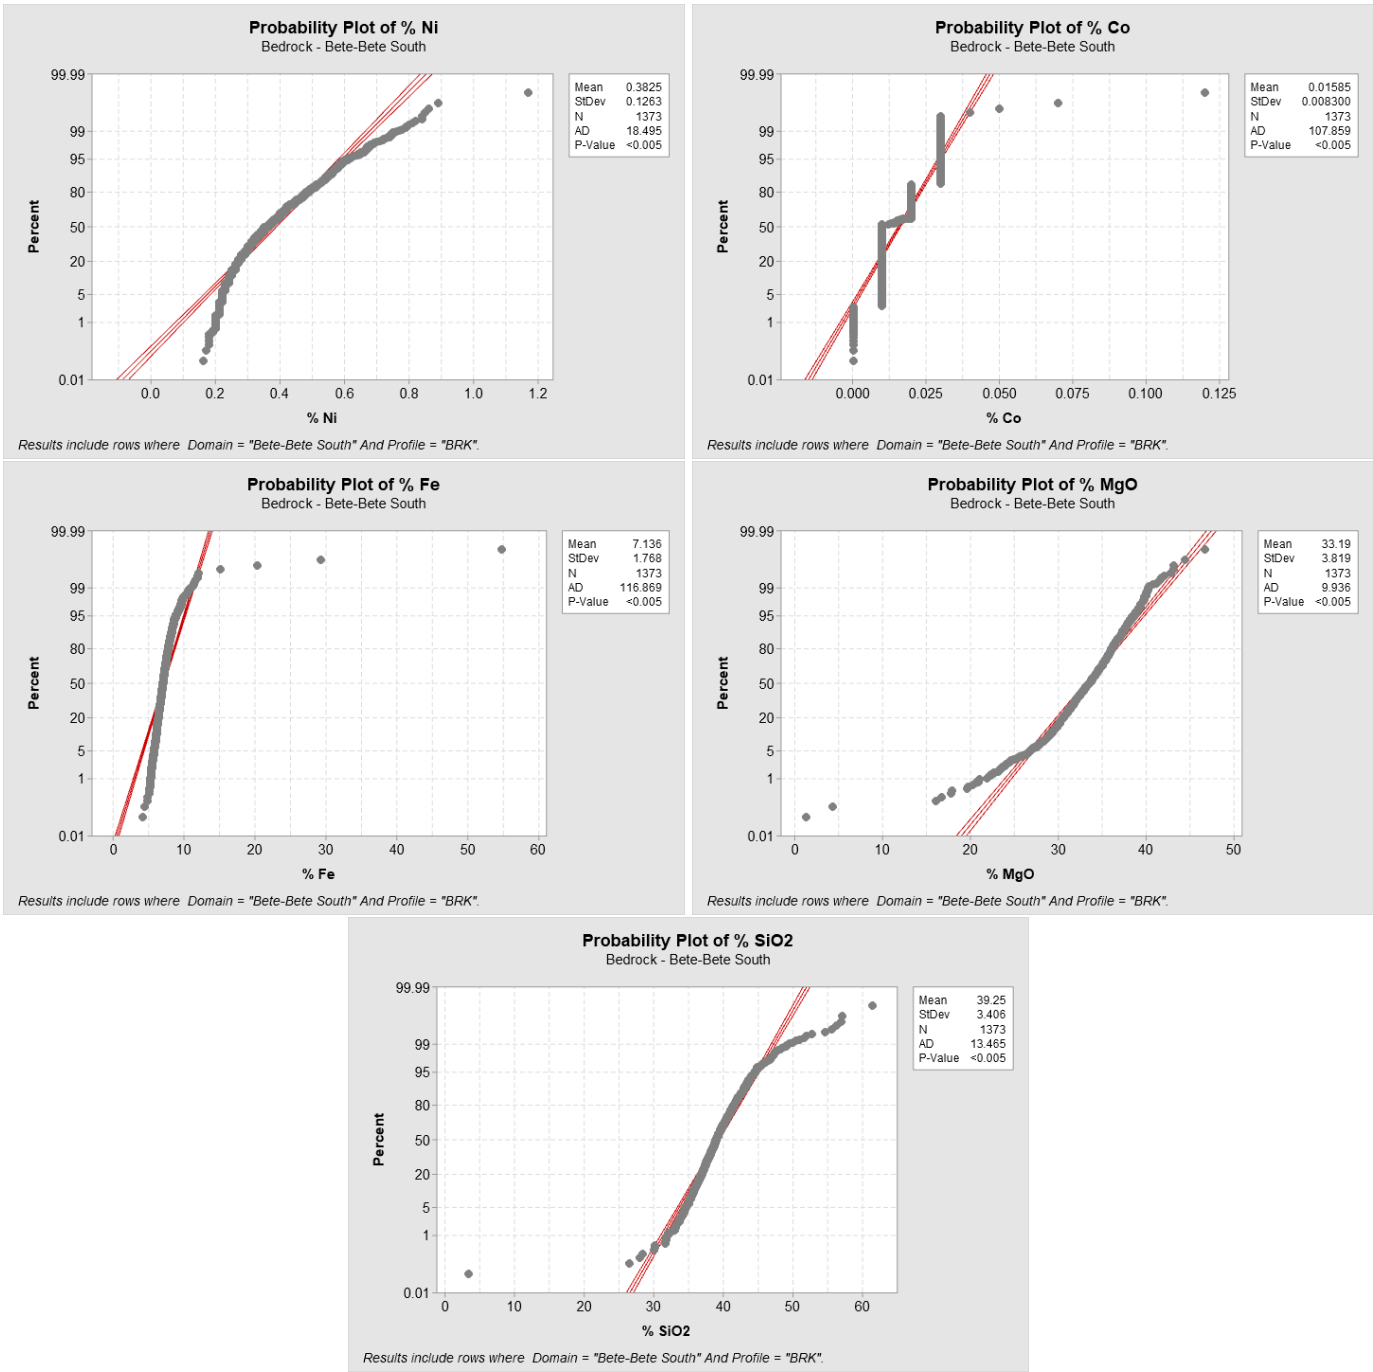 Probability Plot of % Ni
Bedrock - Bete-Bete South
99.99
99
95
80
50
20
5
1
0.01
Percent
0.0 0.2 0.4 0.6 0.8 1.0 1.2
% Ni
Mean 0.3825
StDev 0.1263
N 1373
AD 18.495
P-Value <0.005
Results include rows where Domain = "Bete-Bete South" And Profile = "BRK".
Probability Plot of % Co
Bedrock - Bete-Bete South
99.99
99
95
80
50
20
5
1
0.01
Percent
0.000 0.025 0.050 0.075 0.100 0.125
% Co
Mean 0.01585
StDev 0.008300
N 1373
AD 107.859
P-Value <0.005
Results include rows where Domain = "Bete-Bete South" And Profile = "BRK".
Probability Plot of % Fe
Bedrock - Bete-Bete South
99.99
99
95
80
50
20
5
1
0.01
Percent
0 10 20 30 40 50 60
% Fe
Mean 7.136
StDev 1.768
N 1373
AD 116.869
P-Value <0.005
Results include rows where Domain = "Bete-Bete South" And Profile = "BRK".
Probability Plot of % MgO
Bedrock - Bete-Bete South
99.99
99
95
80
50
20
5
1
0.01
Percent
0 10 20 30 40 50
% MgO
Mean 33.19
StDev 3.819
N 1373
AD 9.936
P-Value <0.005
Results include rows where Domain = "Bete-Bete South" And Profile = "BRK".
Probability Plot of % SiO2
Bedrock - Bete-Bete South
99.99
99
95
80
50
20
5
1
0.01
Percent
0 10 20 30 40 50 60
% SiO2
Mean 39.25
StDev 3.406
N 1373
AD 13.465
P-Value <0.005
Results include rows where Domain = "Bete-Bete South" And Profile = "BRK".